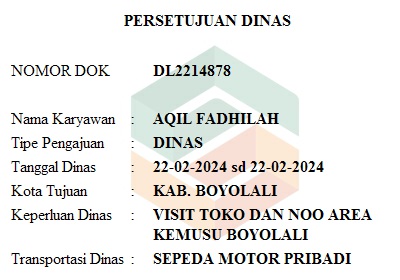 PERSETUJUAN DINAS
NOMOR DOK DL2214878
Nama Karyawan : AQIL FADHILAH
Tipe Pengajuan : DINAS
Tanggal Dinas : 22-02-2024 sd 22-02-2024
Kota Tujuan : KAB. BOYOLALI
Keperluan Dinas : VISIT TOKO DAN NOO AREA
KEMUSU BOYOLALI
Transportasi Dinas : SEPEDA MOTOR PRIBADI